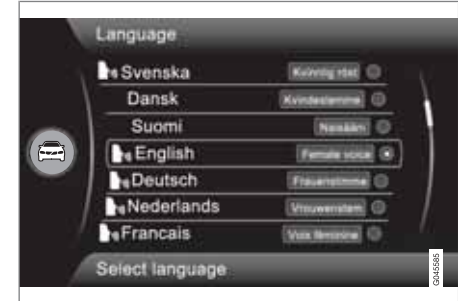 Language
Svenska Kvinnlig röst
Dansk Kvindestemme
Suomi Naisääni
English Female voice
Deutsch Frauenstimme
Nederlands Vrouwenstem
Francais Voix féminine
Select language
G045585